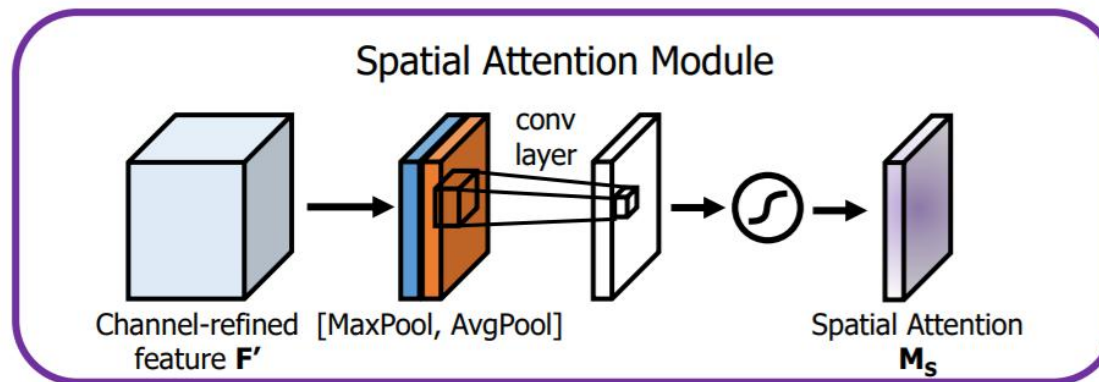 Spatial Attention Module
conv
layer
Channel-refined
feature F’
[MaxPool, AvgPool]
Spatial Attention
Ms